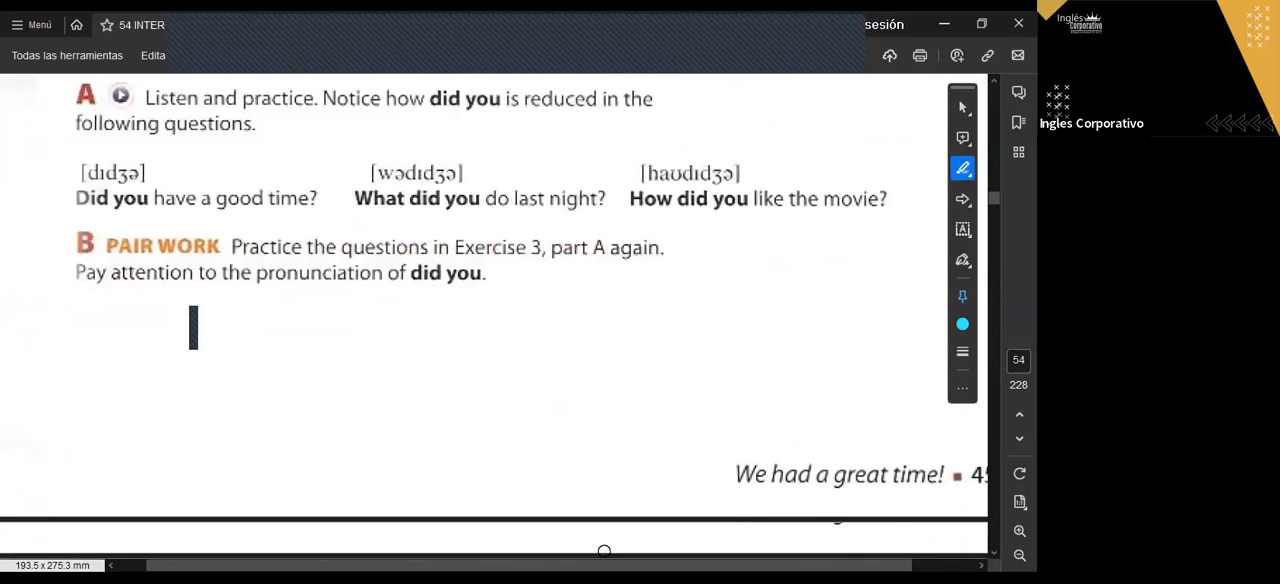 Menú
54 INTER
sesión
Todas las herramientas
Edita
A Listen and practice. Notice how did you is reduced in the
following questions.
[dɪdʒə] [wədɪdʒə] [haʊdɪdʒə]
Did you have a good time? What did you do last night? How did you like the movie?
B PAIR WORK Practice the questions in Exercise 3, part A again.
Pay attention to the pronunciation of did you.
We had a great time! ■ 45
54
228
193.5 x 275.3 mm
Inglés
Corporativo
Ingles Corporativo